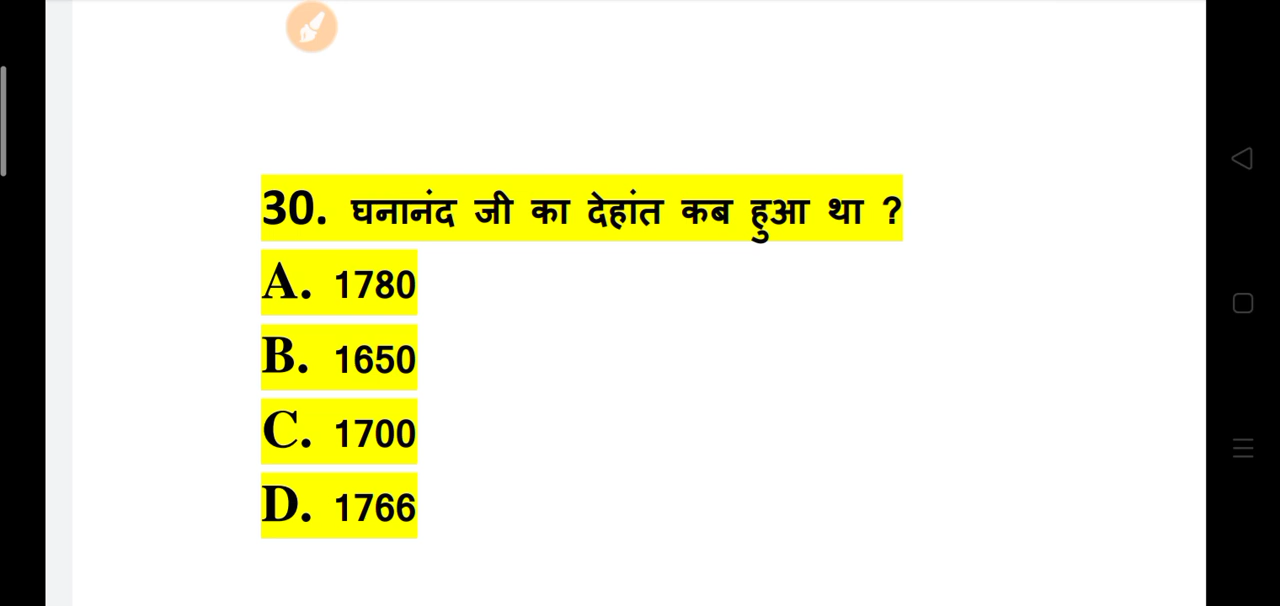 30. घनानंद जी का देहांत कब हुआ था ?
A. 1780
B. 1650
C. 1700
D. 1766